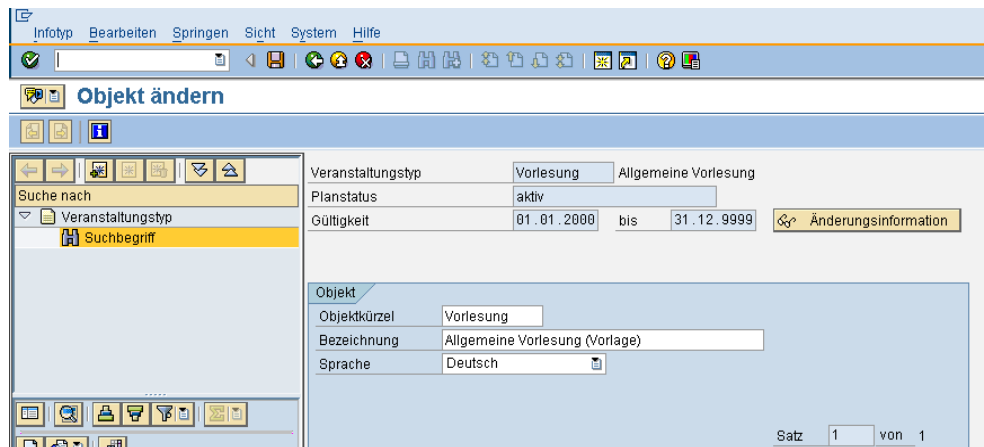 Infotyp Bearbeiten Springen Sicht System Hilfe
Objekt ändern
Suche nach
Veranstaltungstyp
Suchbegriff
Veranstaltungstyp Vorlesung Allgemeine Vorlesung
Planstatus aktiv
Gültigkeit 01.01.2000 bis 31.12.9999 Änderungsinformation
Objekt
Objektkürzel Vorlesung
Bezeichnung Allgemeine Vorlesung (Vorlage)
Sprache Deutsch
Satz 1 von 1